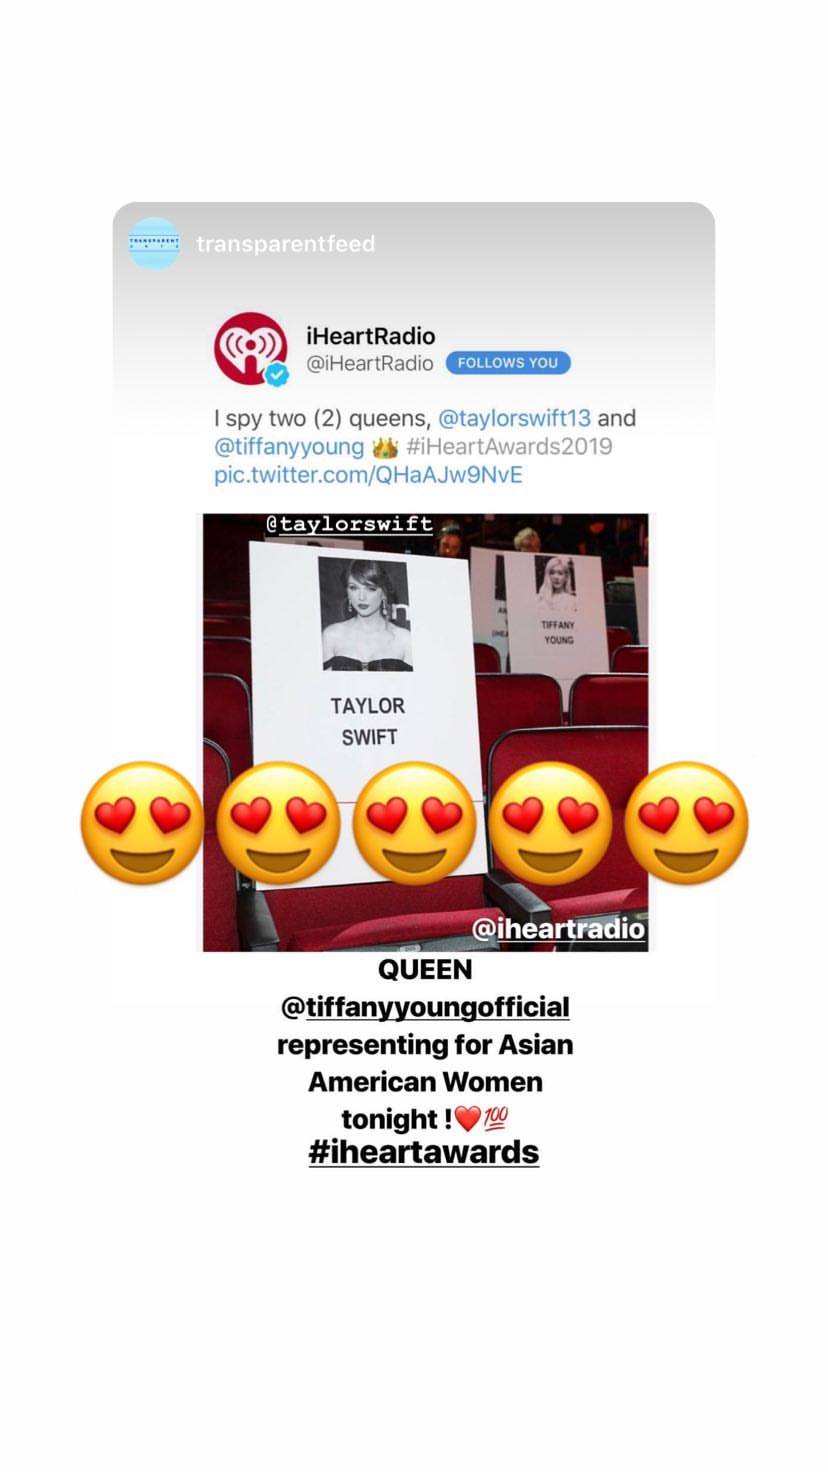 TRANSPARENT
transparentfeed
iHeartRadio
@iHeartRadio FOLLOWS YOU
I spy two (2) queens, @taylorswift13 and
@tiffanyyoung 👑 #iHeartAwards2019
pic.twitter.com/QHaAJw9NvE
@taylorswift
TAYLOR
SWIFT
TIFFANY
YOUNG
@iheartradio
QUEEN
@tiffanyyoungofficial
representing for Asian
American Women
tonight !❤️💯
#iheartawards